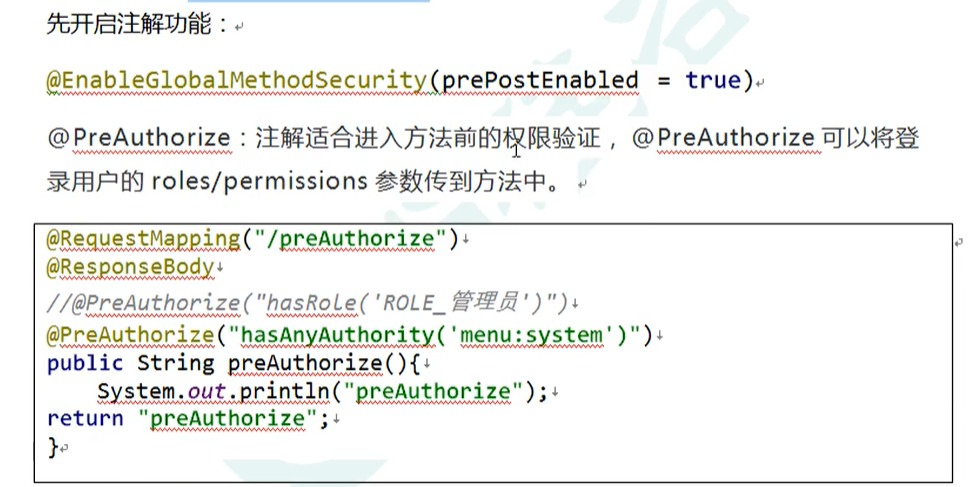 先开启注解功能：
@EnableGlobalMethodSecurity(prePostEnabled = true)
@PreAuthorize：注解适合进入方法前的权限验证， @PreAuthorize 可以将登
录用户的 roles/permissions 参数传到方法中。
@RequestMapping("/preAuthorize")
@ResponseBody
//@PreAuthorize("hasRole('ROLE_管理员')")
@PreAuthorize("hasAnyAuthority('menu:system')")
public String preAuthorize(){
    System.out.println("preAuthorize");
return "preAuthorize";
}